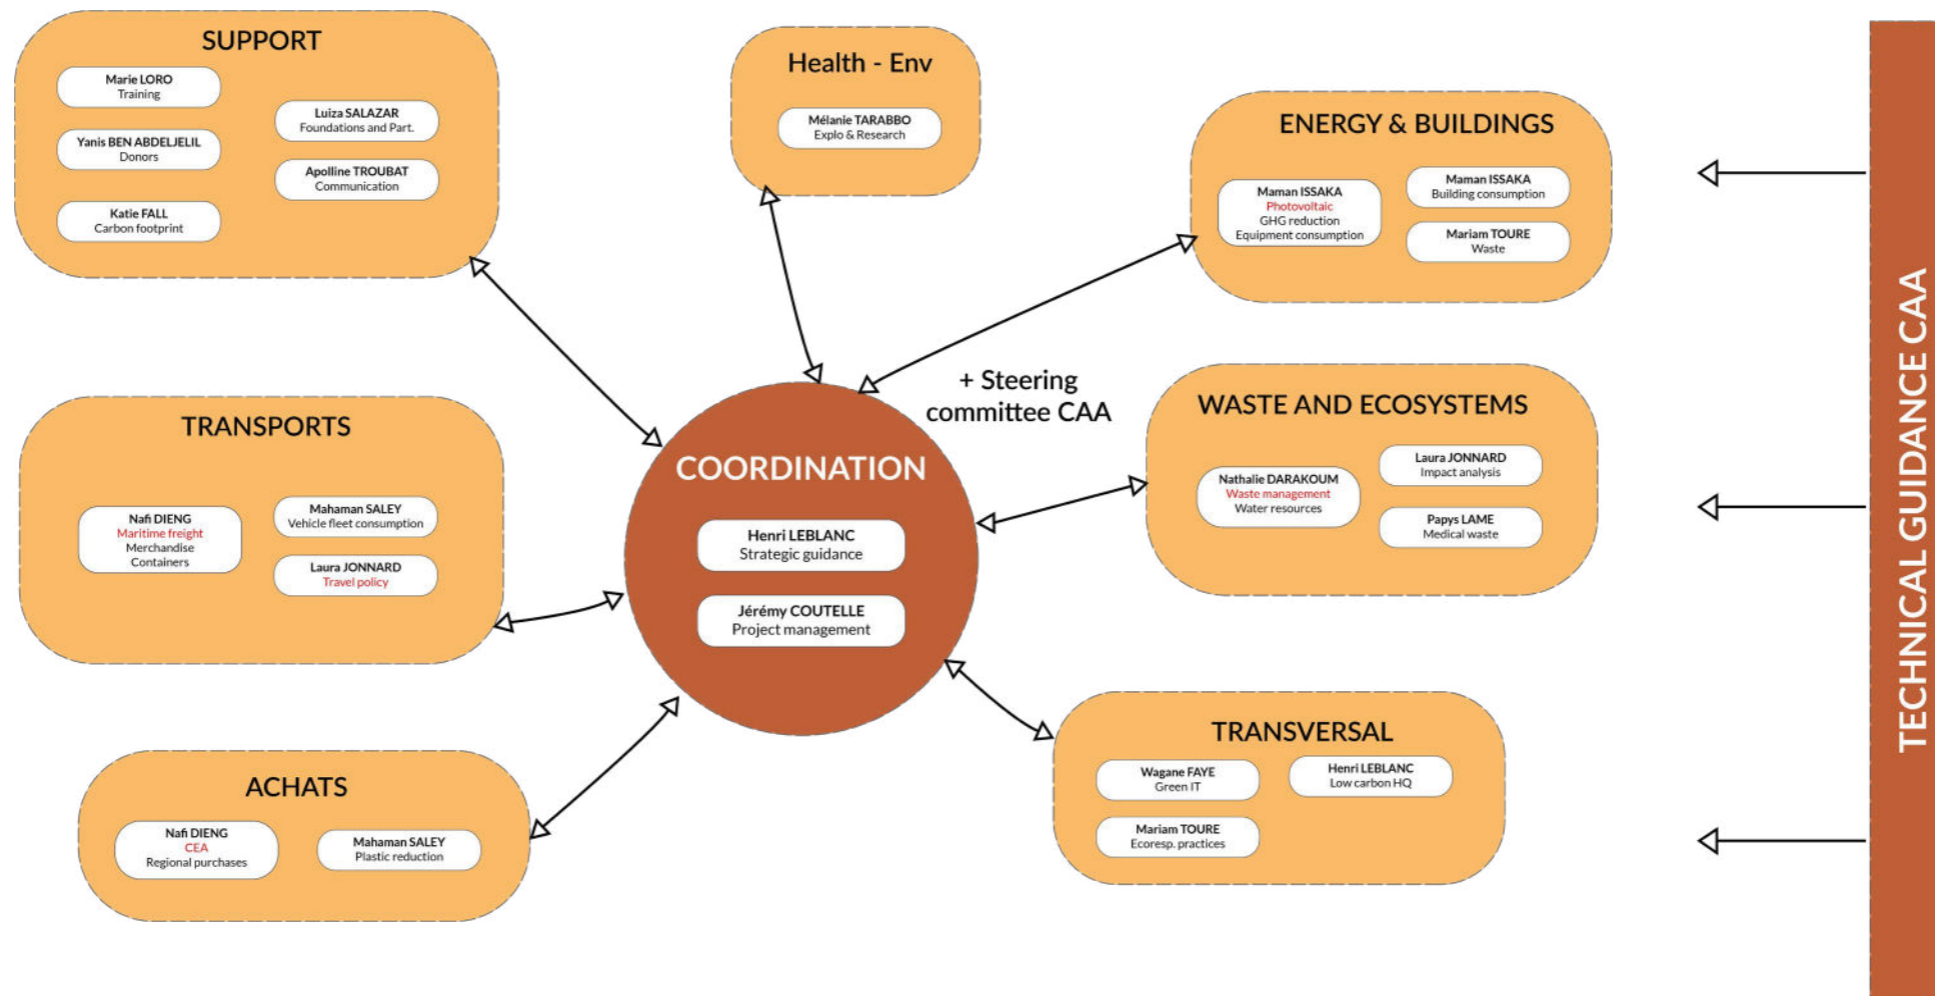 SUPPORT
Marie LORO
Training
Yanis BEN ABDELJELIL
Donors
Katie FALL
Carbon footprint
Luiza SALAZAR
Foundations and Part.
Apolline TROUBAT
Communication
Health - Env
Mélanie TARABBO
Explo & Research
ENERGY & BUILDINGS
Maman ISSAKA
Photovoltaic
GHG reduction
Equipment consumption
Maman ISSAKA
Building consumption
Mariam TOURE
Waste
+ Steering
committee CAA
TRANSPORTS
Nafi DIENG
Maritime freight
Merchandise
Containers
Mahaman SALEY
Vehicle fleet consumption
Laura JONNARD
Travel policy
COORDINATION
Henri LEBLANC
Strategic guidance
Jérémy COUTELLE
Project management
WASTE AND ECOSYSTEMS
Nathalie DARAKOUM
Waste management
Water resources
Laura JONNARD
Impact analysis
Papys LAME
Medical waste
ACHATS
Nafi DIENG
CEA
Regional purchases
Mahaman SALEY
Plastic reduction
TRANSVERSAL
Wagane FAYE
Green IT
Henri LEBLANC
Low carbon HQ
Mariam TOURE
Ecoresp. practices
TECHNICAL GUIDANCE CAA